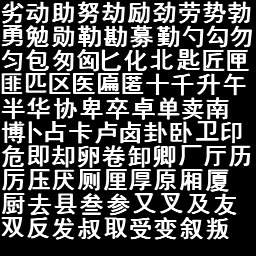 劣动助努劫励劲劳势勃
勇勉勋勒勘募勤勺勾勿
匀包匆匈匕化北匙匠匣
匪匹区医匾匿十千升午
半华协卑卒卓单卖南
博卜占卡卢卤卦卧卫印
危即却卵卷卸卿厂厅历
厉压厌厕厘厚原厢厦
厨去县叁参又叉及友
双反发叔取受变叙叛